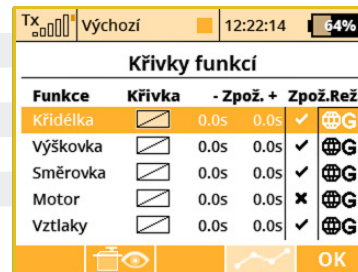 Tx Výchozí 12:22:14 64%
Křivky funkcí
Funkce Křivka - Zpož. + Zpož.Rež
Křidélka 0.0s 0.0s G
Výškovka 0.0s 0.0s G
Směrovka 0.0s 0.0s G
Motor 0.0s 0.0s G
Vztlaky 0.0s 0.0s G
OK